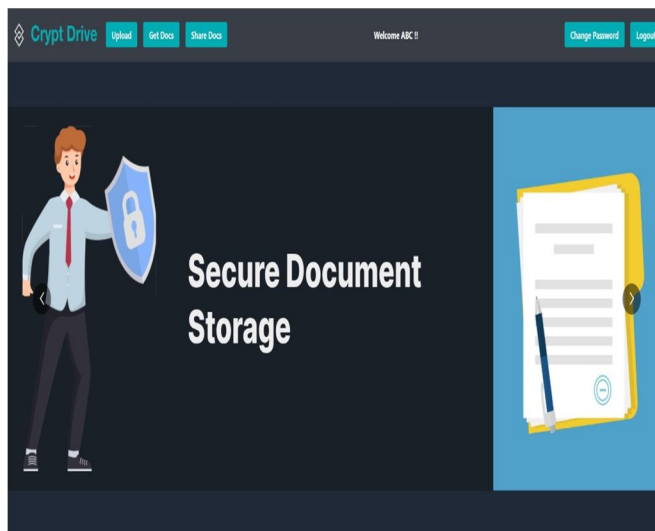 Crypt Drive Upload Get Docs Share Docs Welcome ABC !! Change Password Logout
Secure Document
Storage